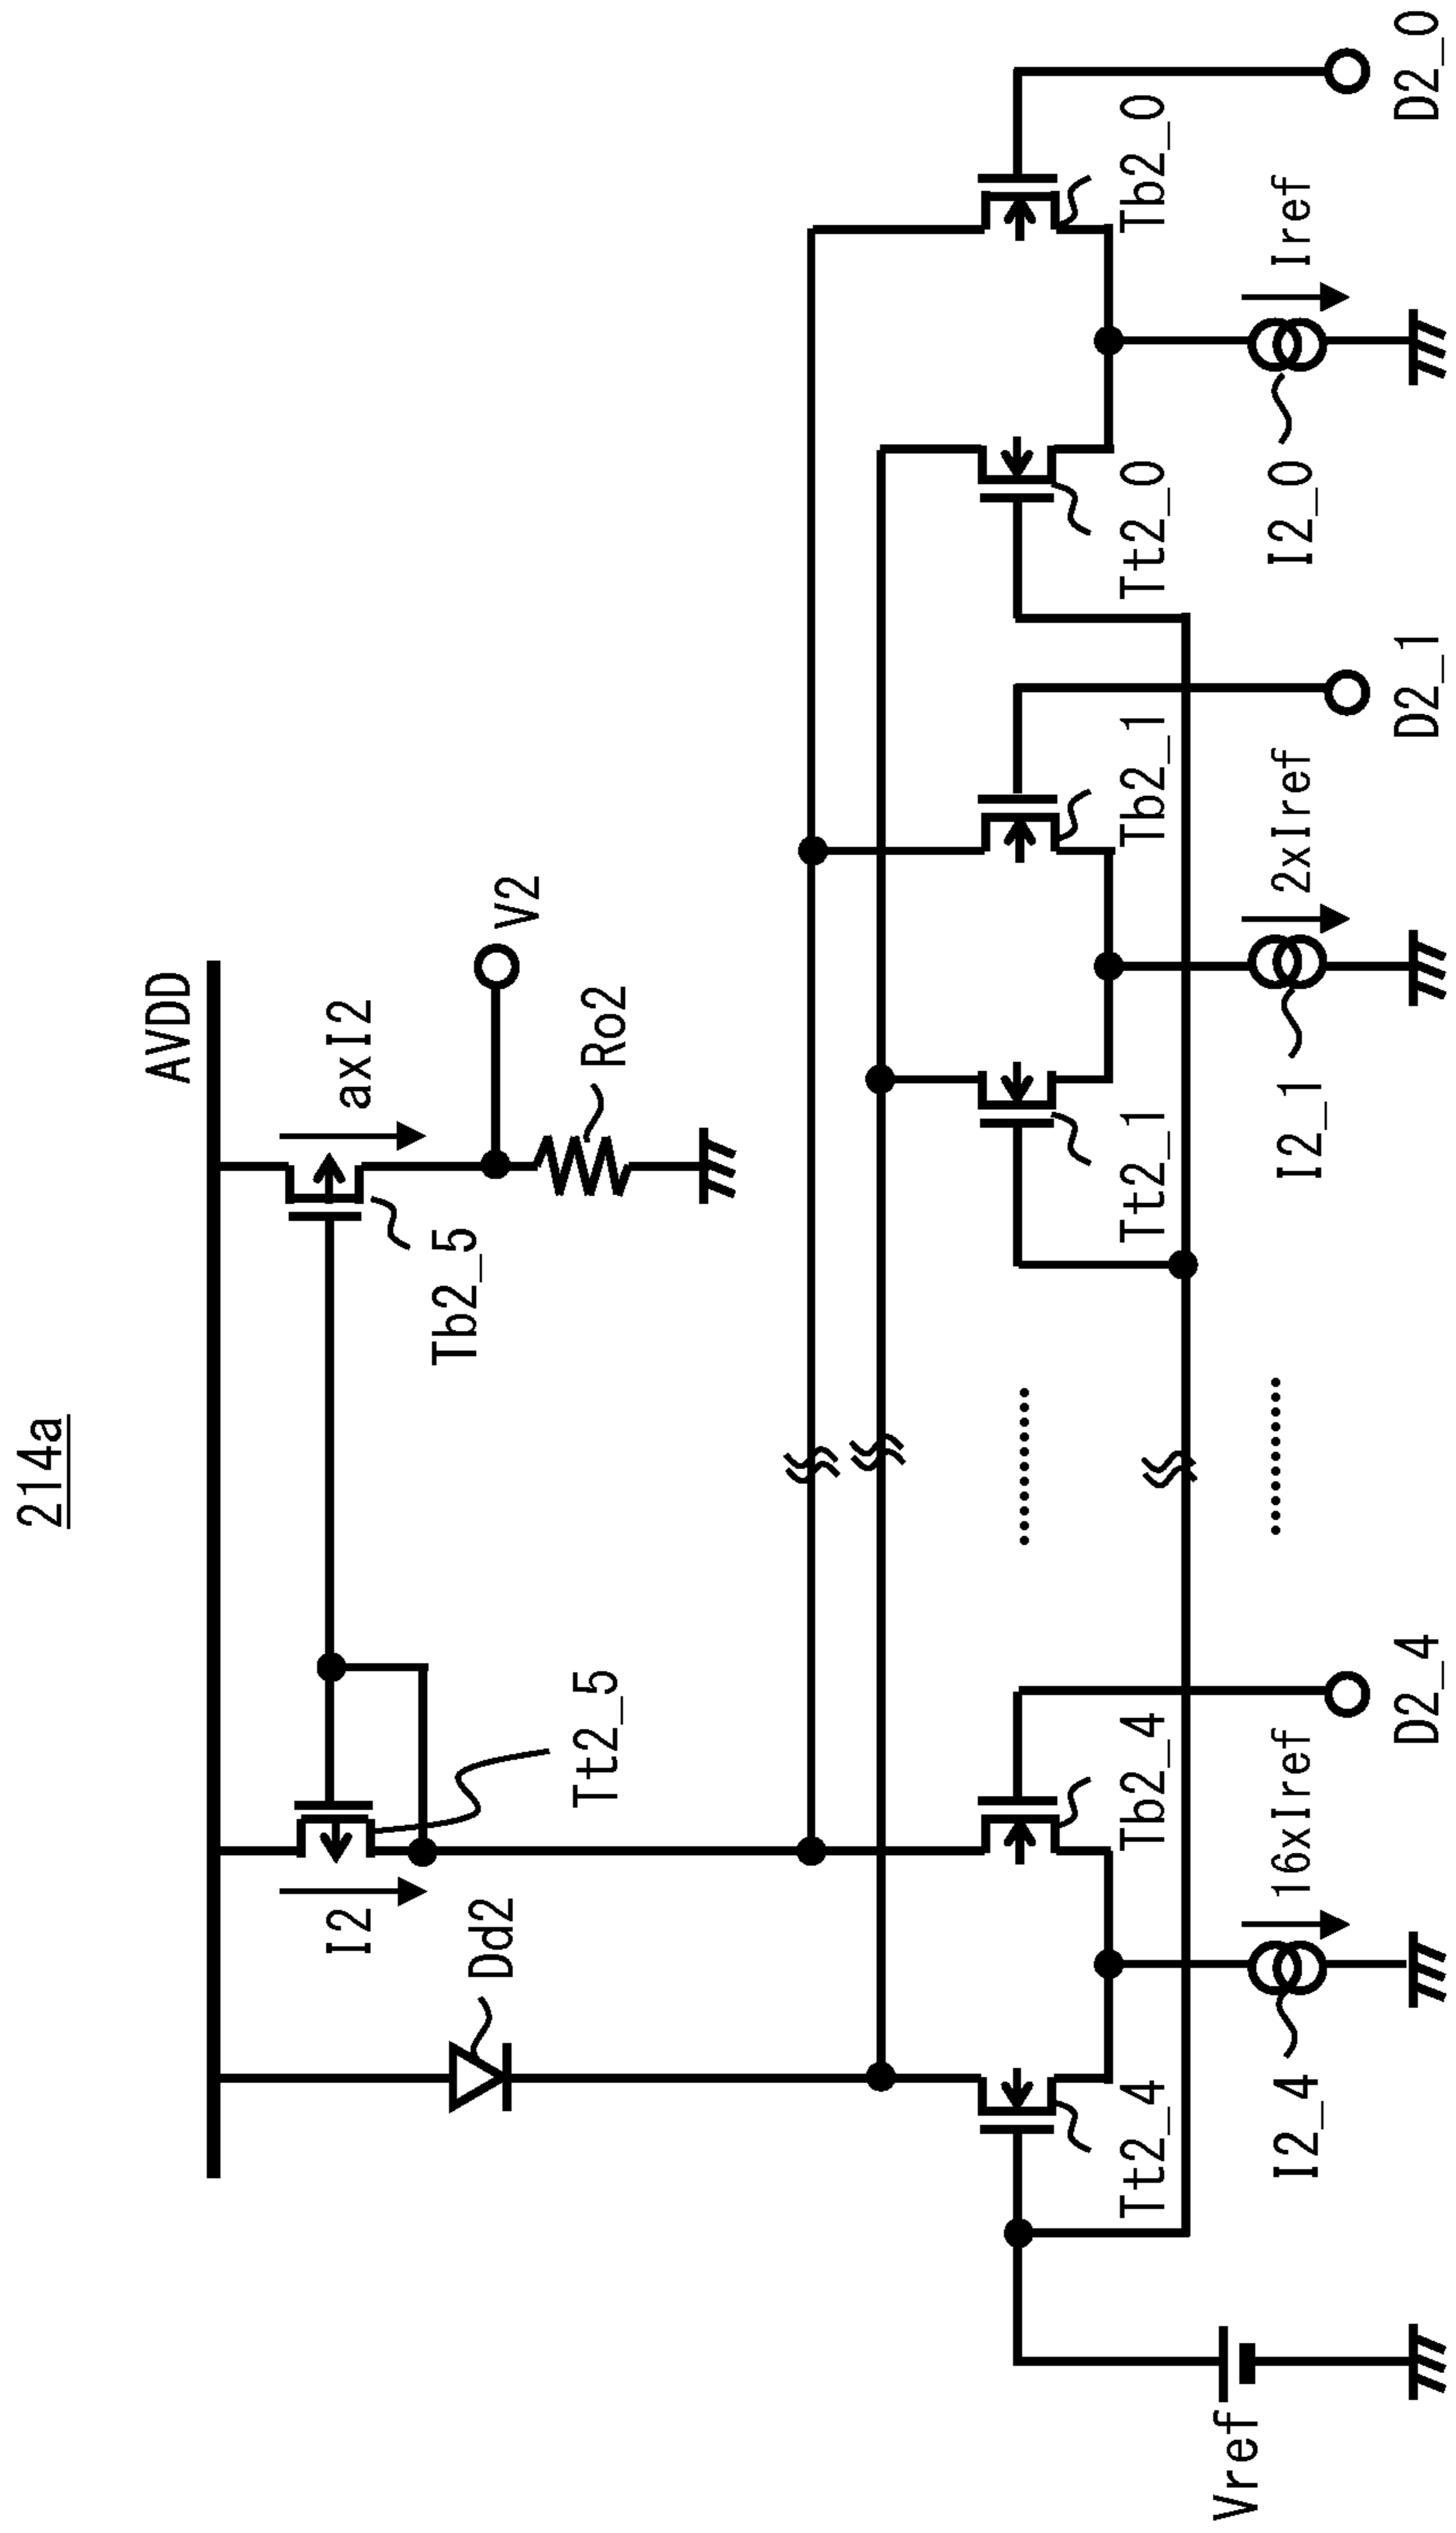 214a
AVDD
I2
axI2
Dd2
Tt2_5
Tb2_5
V2
Ro2
Tt2_4
Tb2_4
Tt2_1
Tb2_1
Tt2_0
Tb2_0
Vref
I2_4
16xIref
I2_1
2xIref
I2_0
Iref
D2_4
D2_1
D2_0